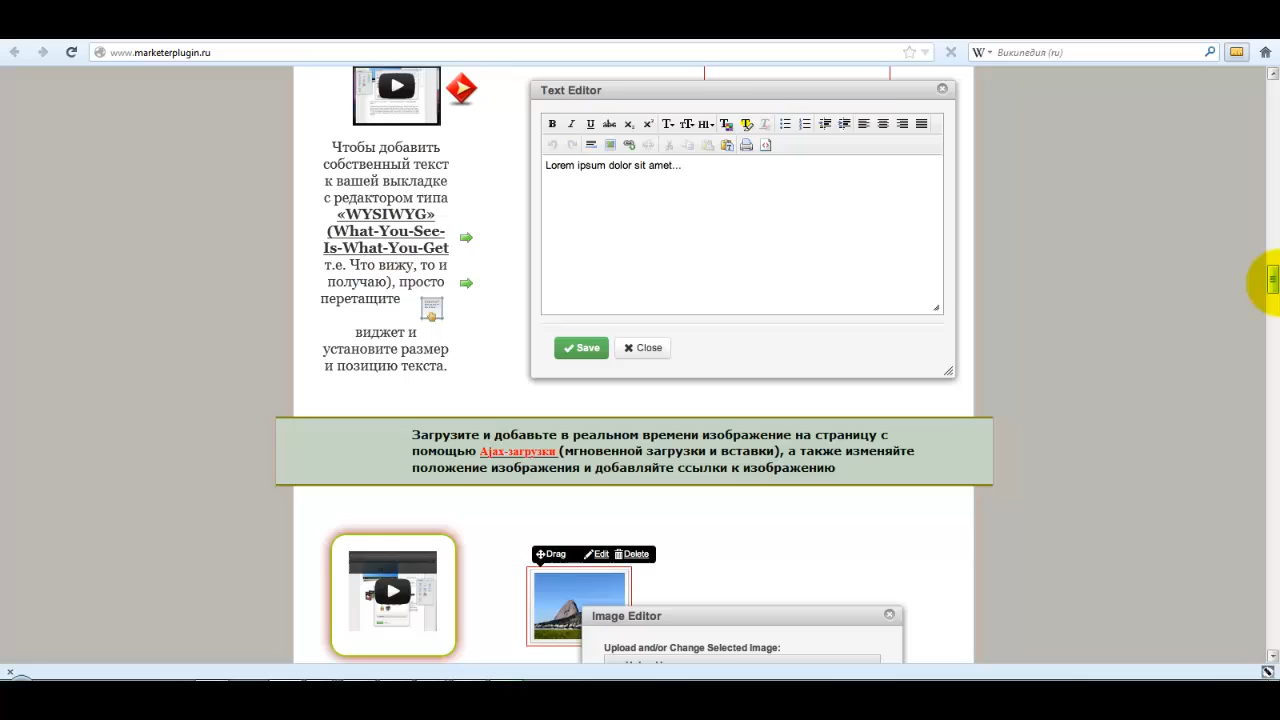 www.marketerplugin.ru
Википедия (ru)
Text Editor
Lorem ipsum dolor sit amet...
Save
Close
Чтобы добавить
собственный текст
к вашей выкладке
с редактором типа
«WYSIWYG»
(What-You-See-
Is-What-You-Get
т.е. Что вижу, то и
получаю), просто
перетащите
виджет и
установите размер
и позицию текста.
Загрузите и добавьте в реальном времени изображение на страницу с
помощью Ajax-загрузки (мгновенной загрузки и вставки), а также изменяйте
положение изображения и добавляйте ссылки к изображению
Drag Edit Delete
Image Editor
Upload and/or Change Selected Image: